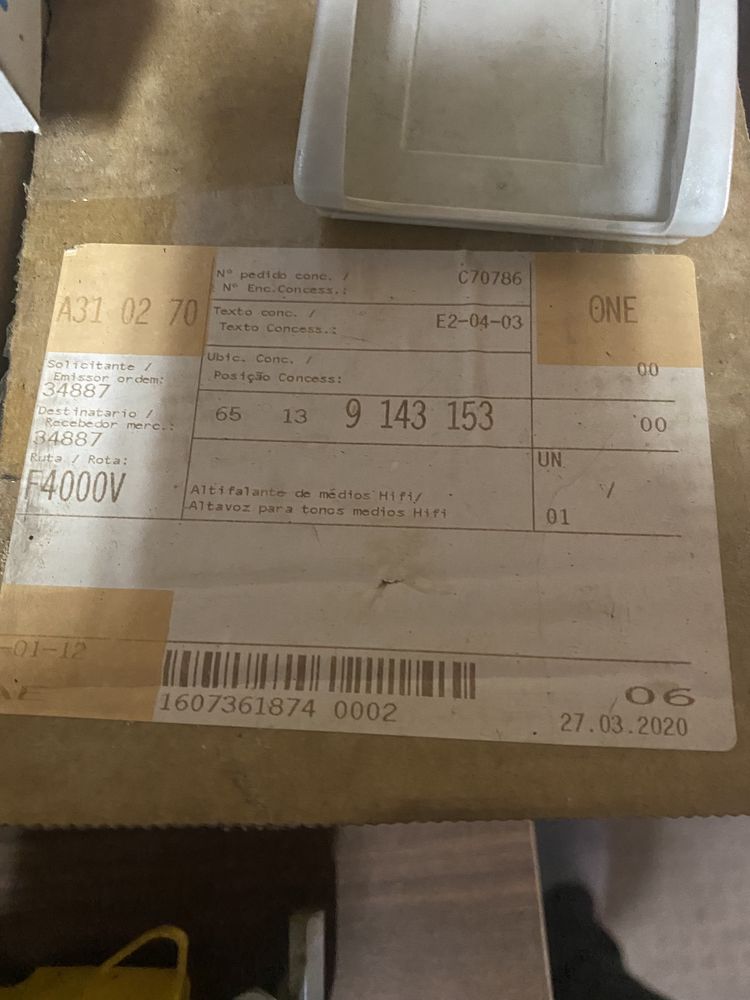 A31 02 70
Nº pedido conc. /
Nº Enc.Concess.:
C70786
Texto conc. /
Texto Concess.:
E2-04-03
ONE
Ubic. Conc. /
Posição Concess:
00
Solicitante /
Emissor ordem:
34887
Destinatario /
Recebedor merc.:
34887
65 13 9 143 153
00
Ruta / Rota:
F4000V
Altifalante de médios Hifi/
Altavoz para tonos medios Hifi
UN
/
01
-01-12
1607361874 0002
06
27.03.2020